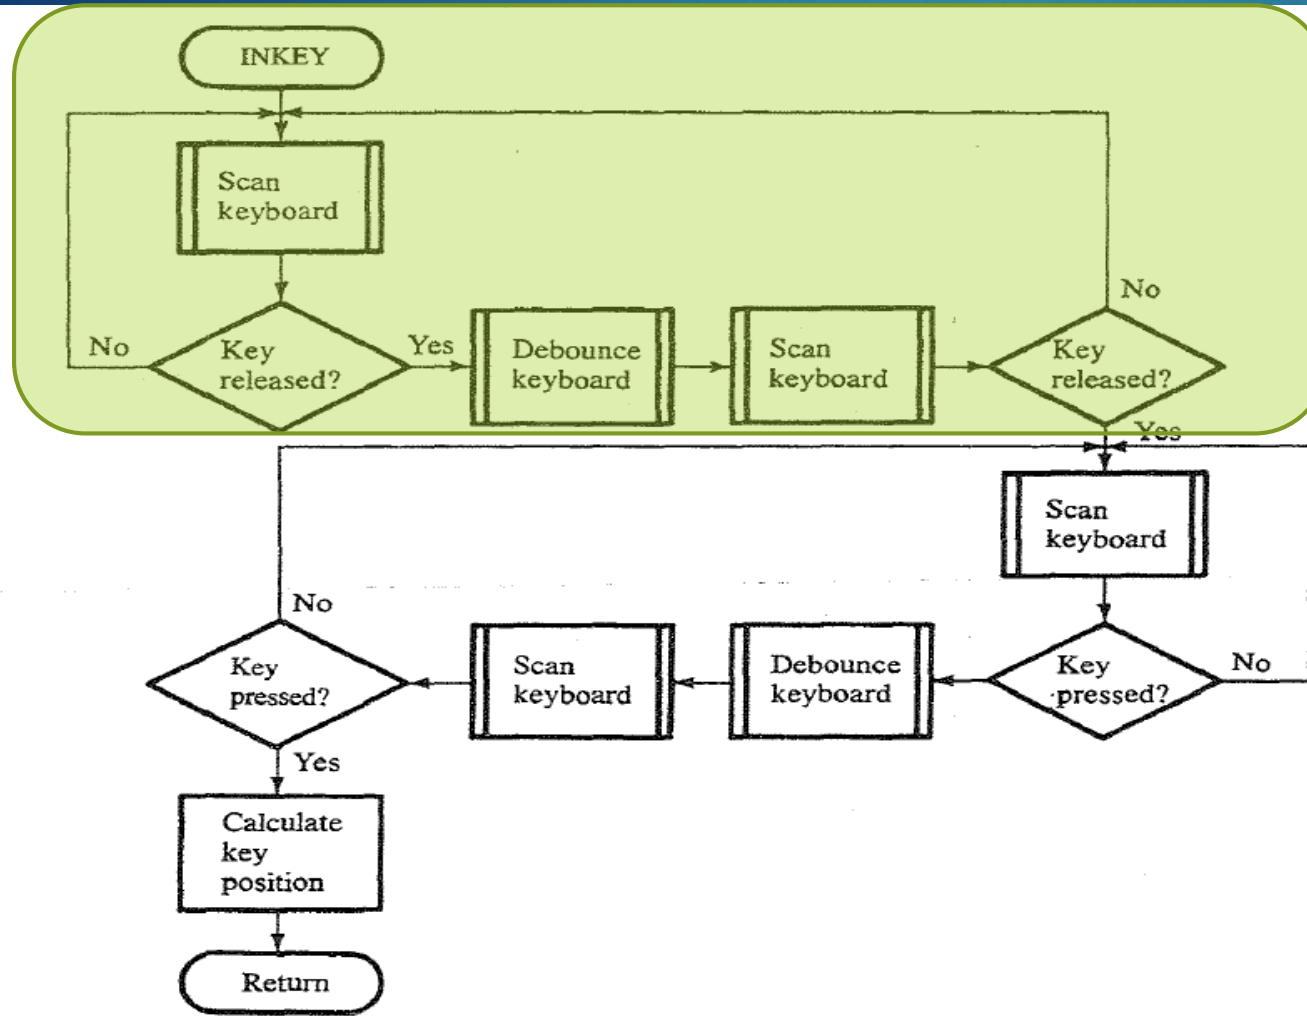 INKEY
Scan
keyboard
No
Key
released?
Yes
Debounce
keyboard
Scan
keyboard
No
Key
released?
Yes
Scan
keyboard
Key
pressed?
No
Debounce
keyboard
Scan
keyboard
No
Key
pressed?
Yes
Calculate
key
position
Return